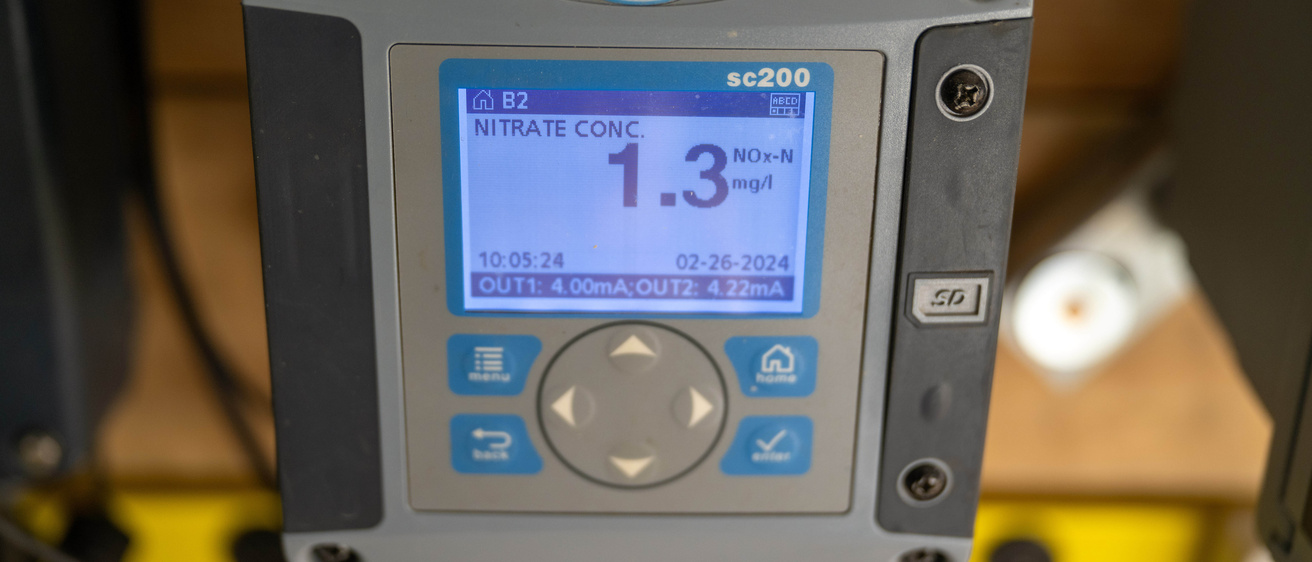 sc200
B2
ABCD
NITRATE CONC.
1.3 NOx-N
mg/l
10:05:24 02-26-2024
OUT1: 4.00mA;OUT2: 4.22mA
menu
home
back
enter
SD